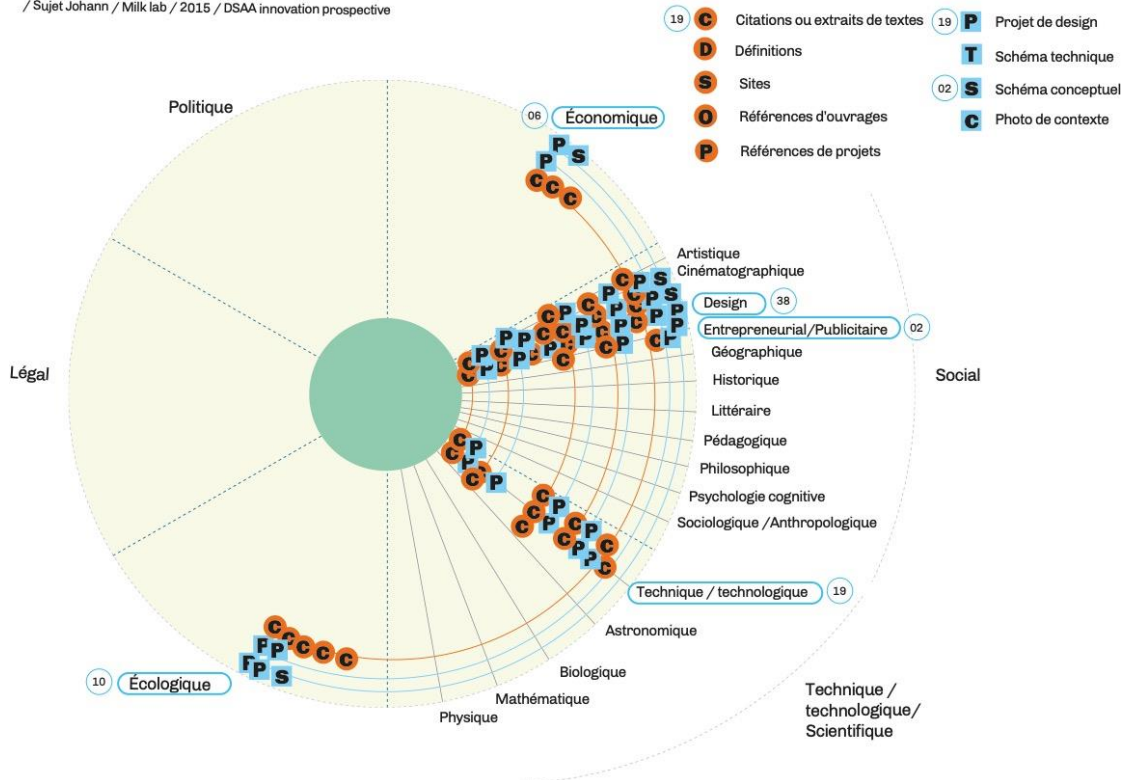 / Sujet Johann / Milk lab / 2015 / DSAA innovation prospective
19 C Citations ou extraits de textes
D Définitions
S Sites
O Références d'ouvrages
P Références de projets
19 P Projet de design
T Schéma technique
02 S Schéma conceptuel
C Photo de contexte
Politique
06 Économique
P
P
S
C
C
C
Artistique
Cinématographique
Design 38
Entrepreneurial/Publicitaire 02
Géographique
Historique
Littéraire
Pédagogique
Philosophique
Psychologie cognitive
Sociologique /Anthropologique
Social
Légal
Technique / technologique 19
Astronomique
Biologique
Mathématique
Physique
Technique /
technologique/
Scientifique
10 Écologique
C
C
C
C
C
P
P
P
P
S